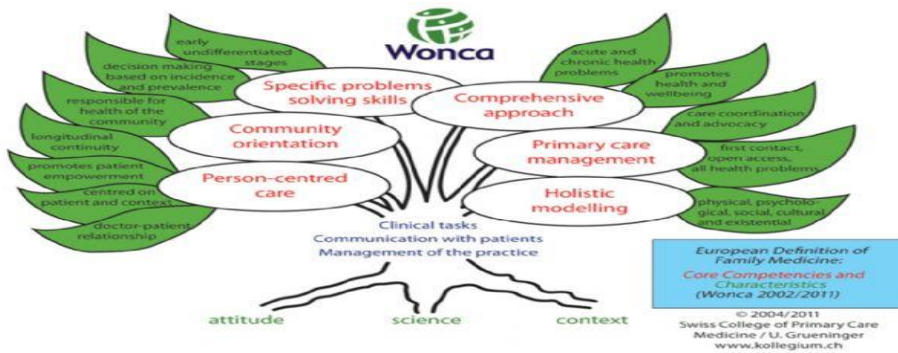 Wonca
early
undifferentiated
stages
decision making
based on incidence
and prevalence
responsible for
health of the
community
longitudinal
continuity
promotes patient
empowerment
centred on
patient and context
doctor-patient
relationship
Specific problems
solving skills
Community
orientation
Person-centred
care
Comprehensive
approach
Primary care
management
Holistic
modelling
acute and
chronic health
problems
promotes
health and
wellbeing
care coordination
and advocacy
first contact,
open access,
all health problems
physical, psycholo-
gical, social, cultural
and existential
Clinical tasks
Communication with patients
Management of the practice
attitude
science
context
European Definition of
Family Medicine:
Core Competencies and
Characteristics
(Wonca 2002/2011)
© 2004/2011
Swiss College of Primary Care
Medicine / U. Grueninger
www.kollegium.ch